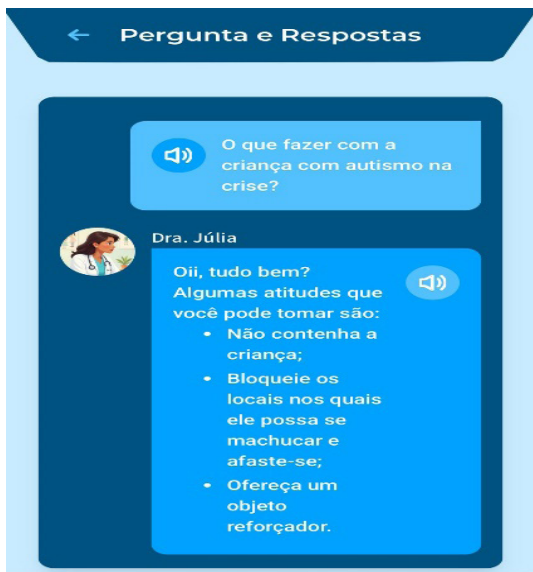 Pergunta e Respostas
O que fazer com a
criança com autismo na
crise?
Dra. Júlia
Oii, tudo bem?
Algumas atitudes que
você pode tomar são:
• Não contenha a
criança;
• Bloqueie os
locais nos quais
ele possa se
machucar e
afaste-se;
• Ofereça um
objeto
reforçador.